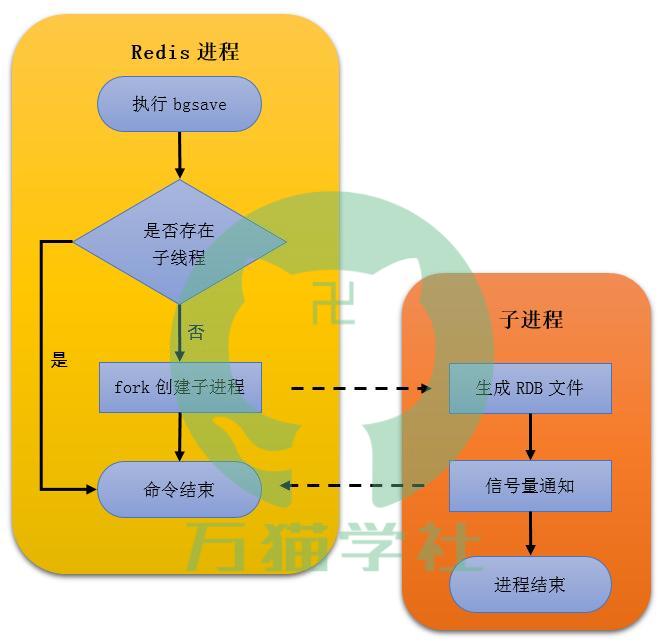 Redis 进程
执行 bgsave
是否存在
子线程
否
是
fork 创建子进程
命令结束
子进程
生成 RDB 文件
信号量通知
进程结束
卍
万猫学社